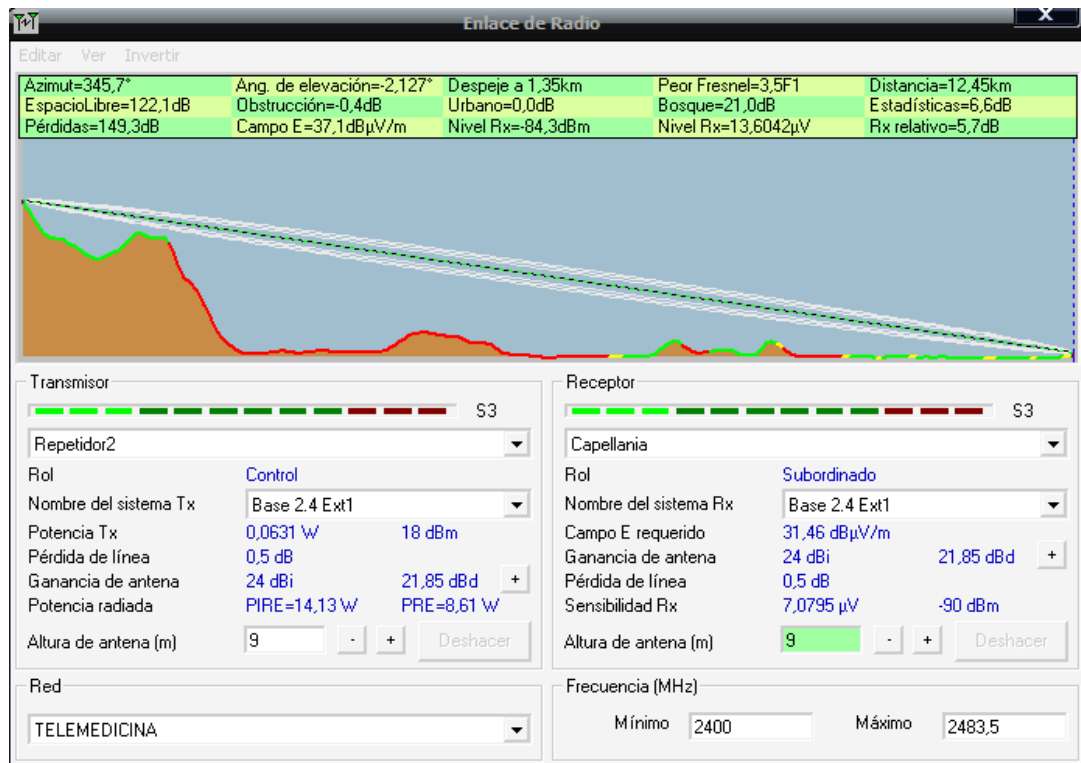 Enlace de Radio
X
Editar Ver Invertir
Azimut=345,7° Ang. de elevación=-2,127° Despeje a 1,35km Peor Fresnel=3,5F1 Distancia=12,45km
EspacioLibre=122,1dB Obstrucción=-0,4dB Urbano=0,0dB Bosque=21,0dB Estadísticas=6,6dB
Pérdidas=149,3dB Campo E=37,1dBµV/m Nivel Rx=-84,3dBm Nivel Rx=13,6042µV Rx relativo=5,7dB
Transmisor
S3
Repetidor2
Rol Control
Nombre del sistema Tx Base 2.4 Ext1
Potencia Tx 0,0631 W 18 dBm
Pérdida de línea 0,5 dB
Ganancia de antena 24 dBi 21,85 dBd +
Potencia radiada PIRE=14,13 W PRE=8,61 W
Altura de antena (m) 9 - + Deshacer
Red
TELEMEDICINA
Receptor
S3
Capellania
Rol Subordinado
Nombre del sistema Rx Base 2.4 Ext1
Campo E requerido 31,46 dBµV/m
Ganancia de antena 24 dBi 21,85 dBd +
Pérdida de línea 0,5 dB
Sensibilidad Rx 7,0795 µV -90 dBm
Altura de antena (m) 9 - + Deshacer
Frecuencia (MHz)
Mínimo 2400 Máximo 2483,5